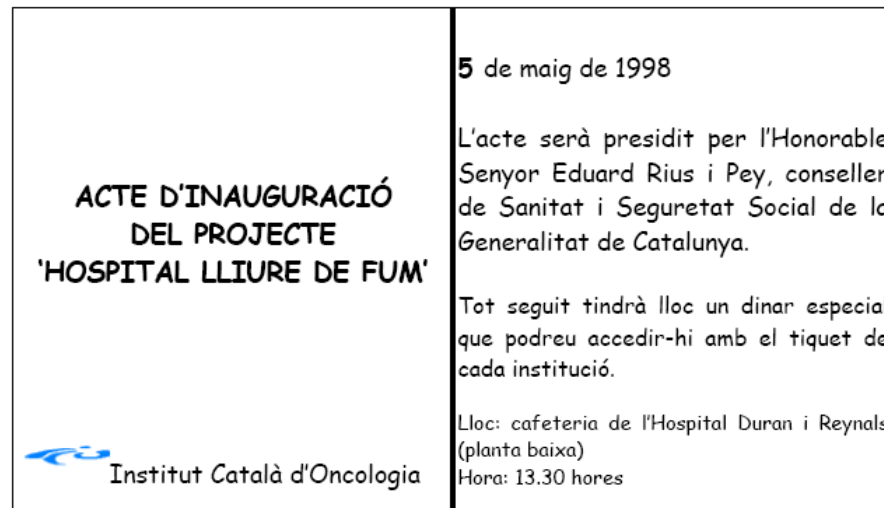 ACTE D'INAUGURACIÓ
DEL PROJECTE
'HOSPITAL LLIURE DE FUM'
Institut Català d'Oncologia
5 de maig de 1998
L'acte serà presidit per l'Honorable
Senyor Eduard Rius i Pey, conseller
de Sanitat i Seguretat Social de la
Generalitat de Catalunya.
Tot seguit tindrà lloc un dinar especial
que podreu accedir-hi amb el tiquet de
cada institució.
Lloc: cafeteria de l'Hospital Duran i Reynals
(planta baixa)
Hora: 13.30 hores